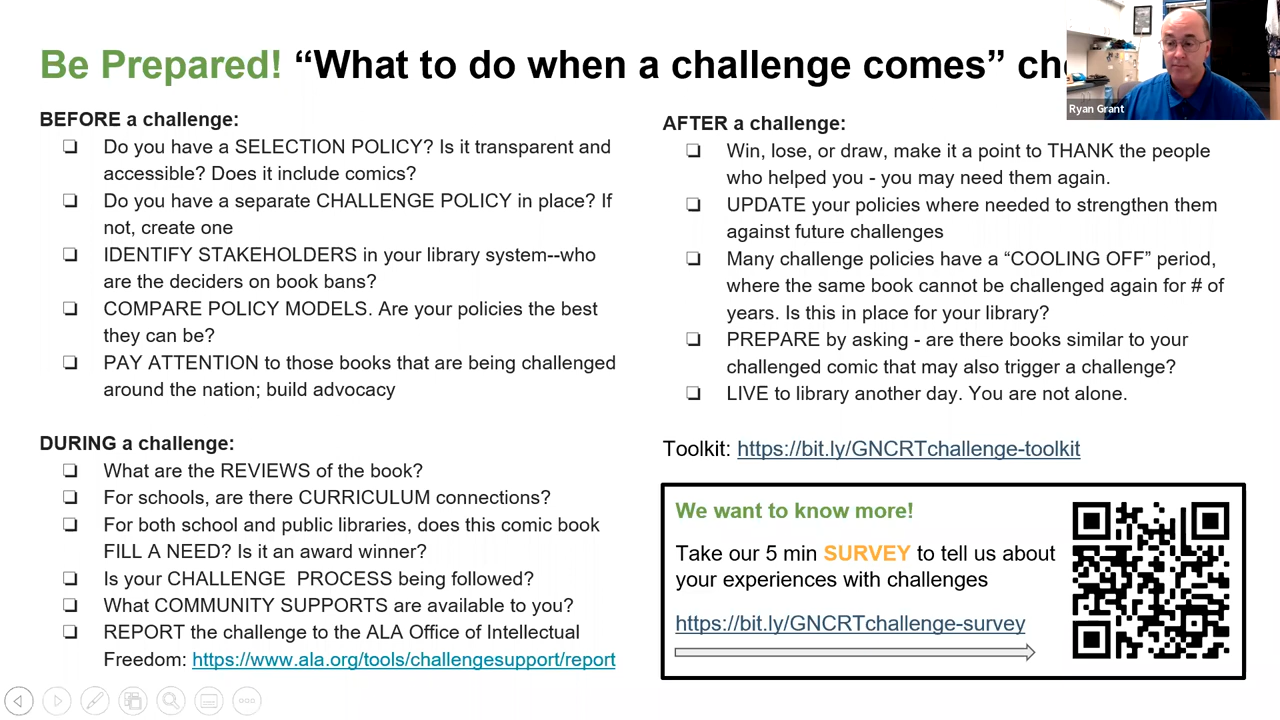 Be Prepared! “What to do when a challenge comes”
BEFORE a challenge:
❏ Do you have a SELECTION POLICY? Is it transparent and
accessible? Does it include comics?
❏ Do you have a separate CHALLENGE POLICY in place? If
not, create one
❏ IDENTIFY STAKEHOLDERS in your library system--who
are the deciders on book bans?
❏ COMPARE POLICY MODELS. Are your policies the best
they can be?
❏ PAY ATTENTION to those books that are being challenged
around the nation; build advocacy
DURING a challenge:
❏ What are the REVIEWS of the book?
❏ For schools, are there CURRICULUM connections?
❏ For both school and public libraries, does this comic book
FILL A NEED? Is it an award winner?
❏ Is your CHALLENGE  PROCESS being followed?
❏ What COMMUNITY SUPPORTS are available to you?
❏ REPORT the challenge to the ALA Office of Intellectual
Freedom: https://www.ala.org/tools/challengesupport/report
Ryan Grant
AFTER a challenge:
❏ Win, lose, or draw, make it a point to THANK the people
who helped you - you may need them again.
❏ UPDATE your policies where needed to strengthen them
against future challenges
❏ Many challenge policies have a “COOLING OFF” period,
where the same book cannot be challenged again for # of
years. Is this in place for your library?
❏ PREPARE by asking - are there books similar to your
challenged comic that may also trigger a challenge?
❏ LIVE to library another day. You are not alone.
Toolkit: https://bit.ly/GNCRTchallenge-toolkit
We want to know more!
Take our 5 min SURVEY to tell us about
your experiences with challenges
https://bit.ly/GNCRTchallenge-survey